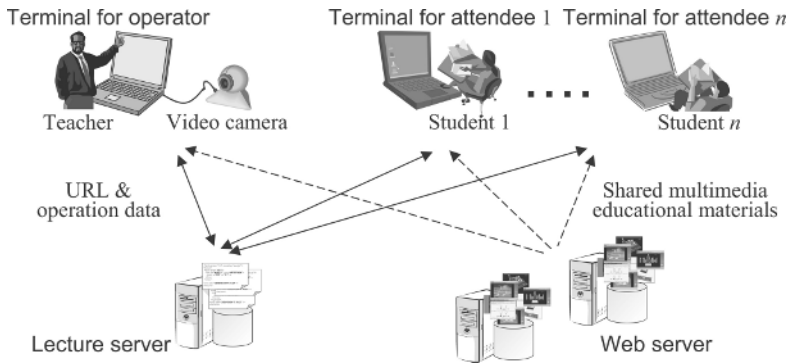 Terminal for operator
Terminal for attendee 1
Terminal for attendee n
Teacher
Video camera
Student 1
Student n
URL &
operation data
Shared multimedia
educational materials
Lecture server
Web server